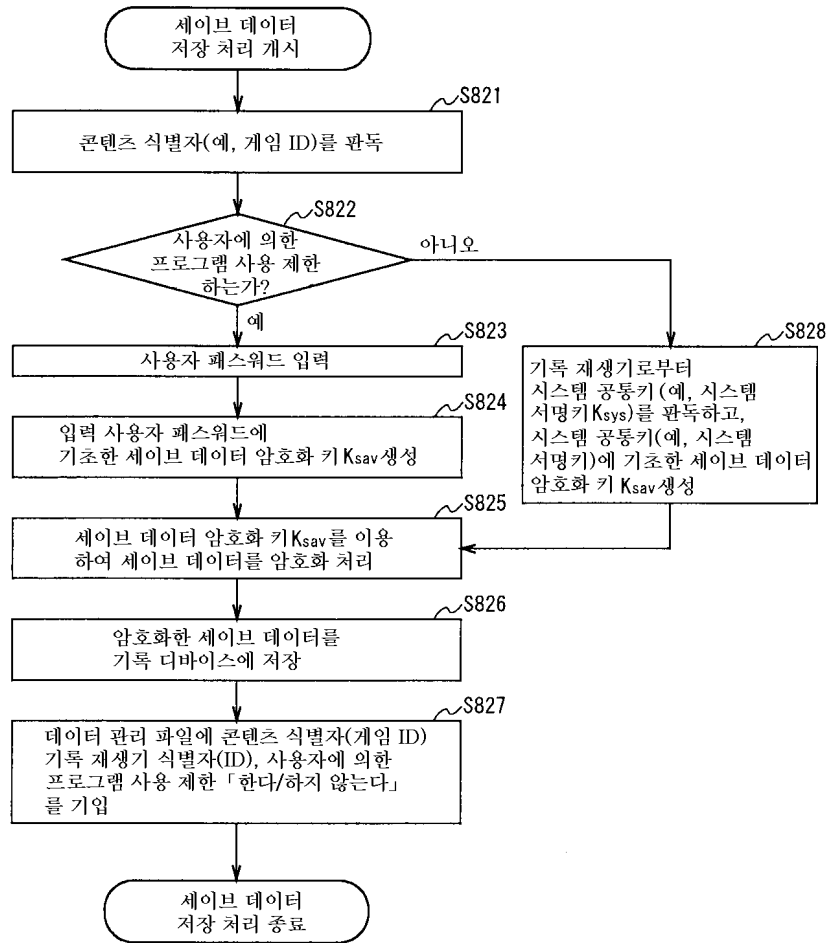 세이브 데이터
저장 처리 개시
S821
콘텐츠 식별자(예, 게임 ID)를 판독
S822
사용자에 의한
프로그램 사용 제한
하는가?
아니오
예
S823
사용자 패스워드 입력
S824
입력 사용자 패스워드에
기초한 세이브 데이터 암호화 키 Ksav 생성
S828
기록 재생기로부터
시스템 공통키(예, 시스템
서명키 Ksys)를 판독하고,
시스템 공통키(예, 시스템
서명키)에 기초한 세이브 데이터
암호화 키 Ksav 생성
S825
세이브 데이터 암호화 키 Ksav를 이용
하여 세이브 데이터를 암호화 처리
S826
암호화한 세이브 데이터를
기록 디바이스에 저장
S827
데이터 관리 파일에 콘텐츠 식별자(게임 ID)
기록 재생기 식별자(ID), 사용자에 의한
프로그램 사용 제한「한다/하지 않는다」
를 기입
세이브 데이터
저장 처리 종료